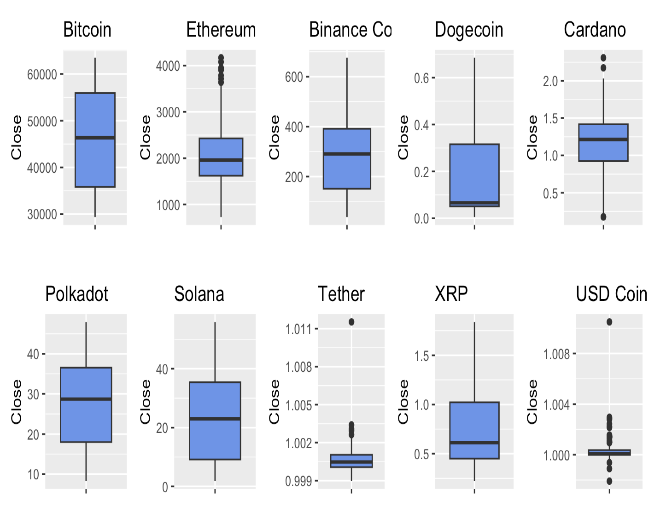 Bitcoin
Ethereum
Binance Co
Dogecoin
Cardano
Close
60000
50000
40000
30000
Close
4000
3000
2000
1000
Close
600
400
200
Close
0.6
0.4
0.2
0.0
Close
2.0
1.5
1.0
0.5
Polkadot
Solana
Tether
XRP
USD Coin
Close
40
30
20
10
Close
40
20
0
Close
1.011
1.008
1.005
1.002
0.999
Close
1.5
1.0
0.5
Close
1.008
1.004
1.000